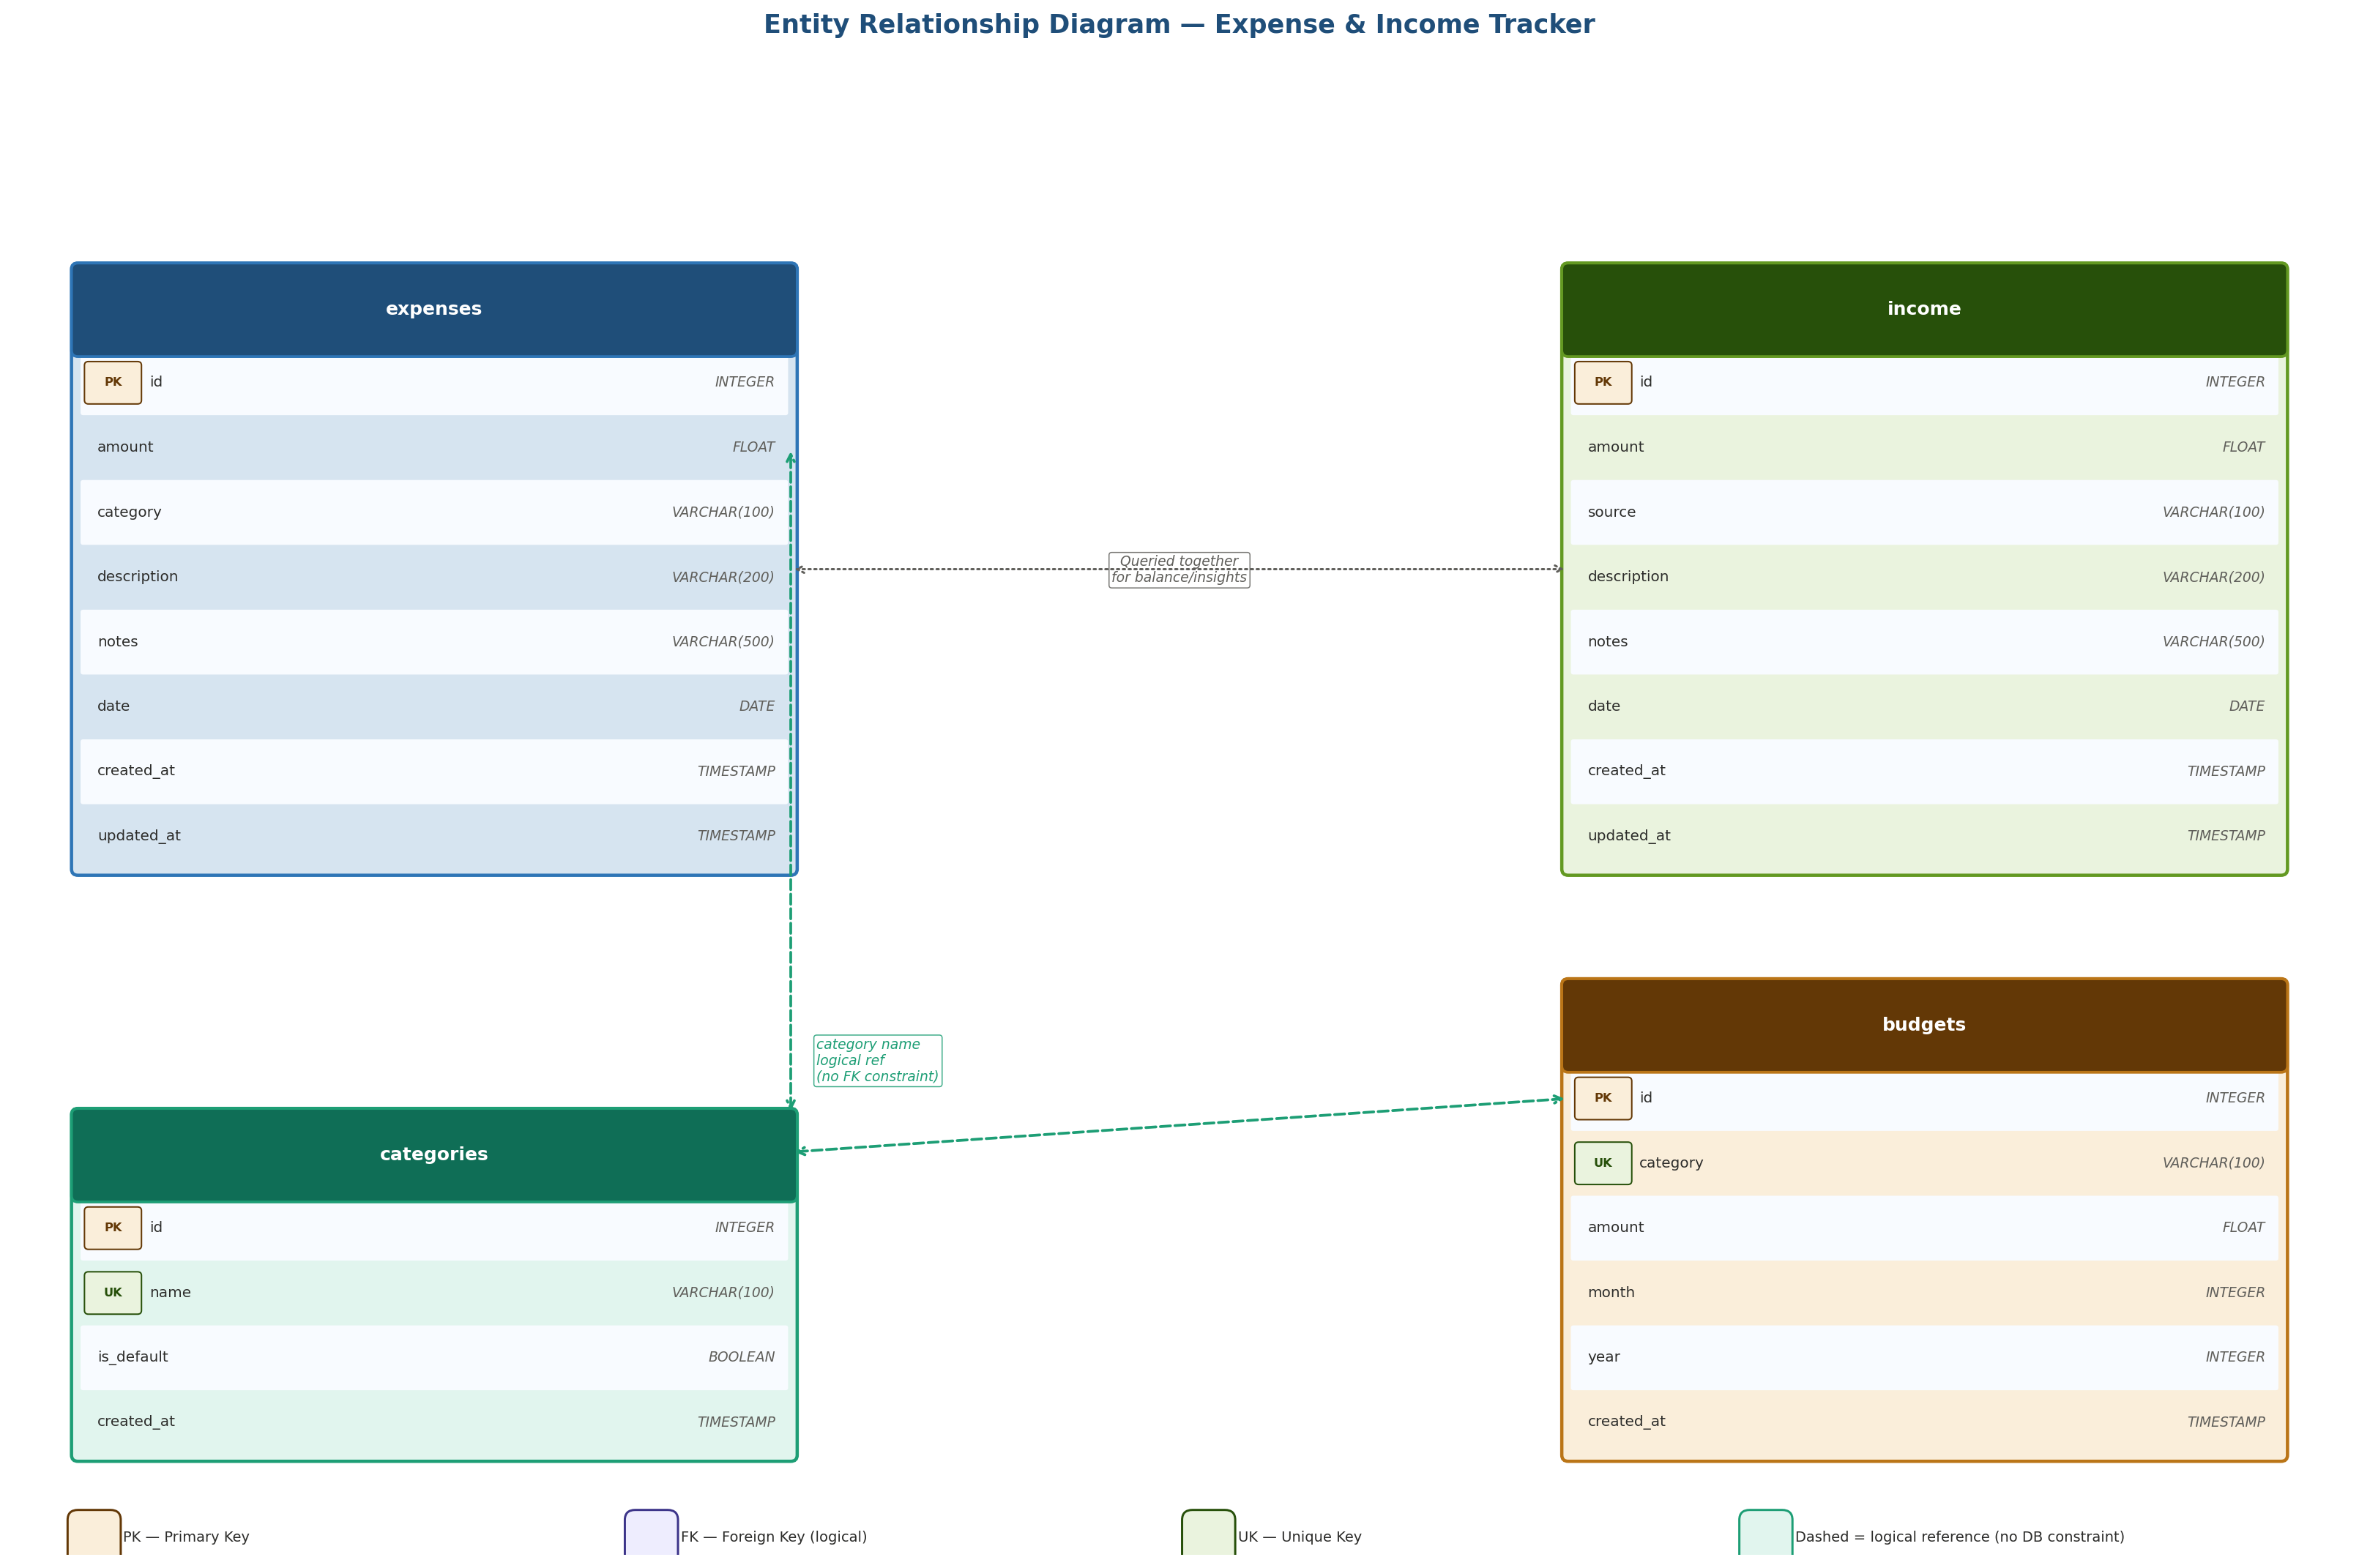 Entity Relationship Diagram — Expense & Income Tracker
expenses
PK id INTEGER
amount FLOAT
category VARCHAR(100)
description VARCHAR(200)
notes VARCHAR(500)
date DATE
created_at TIMESTAMP
updated_at TIMESTAMP
Queried together
for balance/insights
income
PK id INTEGER
amount FLOAT
source VARCHAR(100)
description VARCHAR(200)
notes VARCHAR(500)
date DATE
created_at TIMESTAMP
updated_at TIMESTAMP
category name
logical ref
(no FK constraint)
categories
PK id INTEGER
UK name VARCHAR(100)
is_default BOOLEAN
created_at TIMESTAMP
budgets
PK id INTEGER
UK category VARCHAR(100)
amount FLOAT
month INTEGER
year INTEGER
created_at TIMESTAMP
PK — Primary Key
FK — Foreign Key (logical)
UK — Unique Key
Dashed = logical reference (no DB constraint)